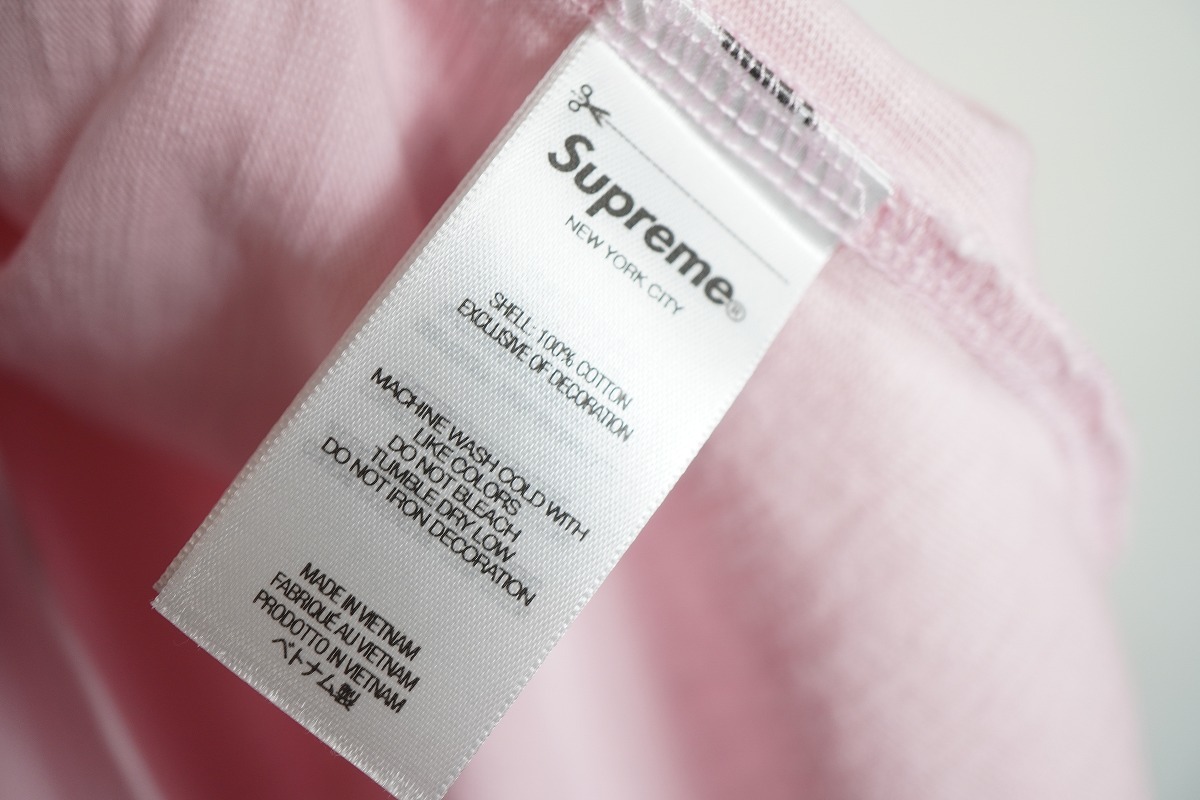 Supreme®
NEW YORK CITY
SHELL: 100% COTTON
EXCLUSIVE OF DECORATION
MACHINE WASH COLD WITH
LIKE COLORS
DO NOT BLEACH
TUMBLE DRY LOW
DO NOT IRON DECORATION
MADE IN VIETNAM
FABRIQUÉ AU VIETNAM
PRODOTTO IN VIETNAM
ベトナム製